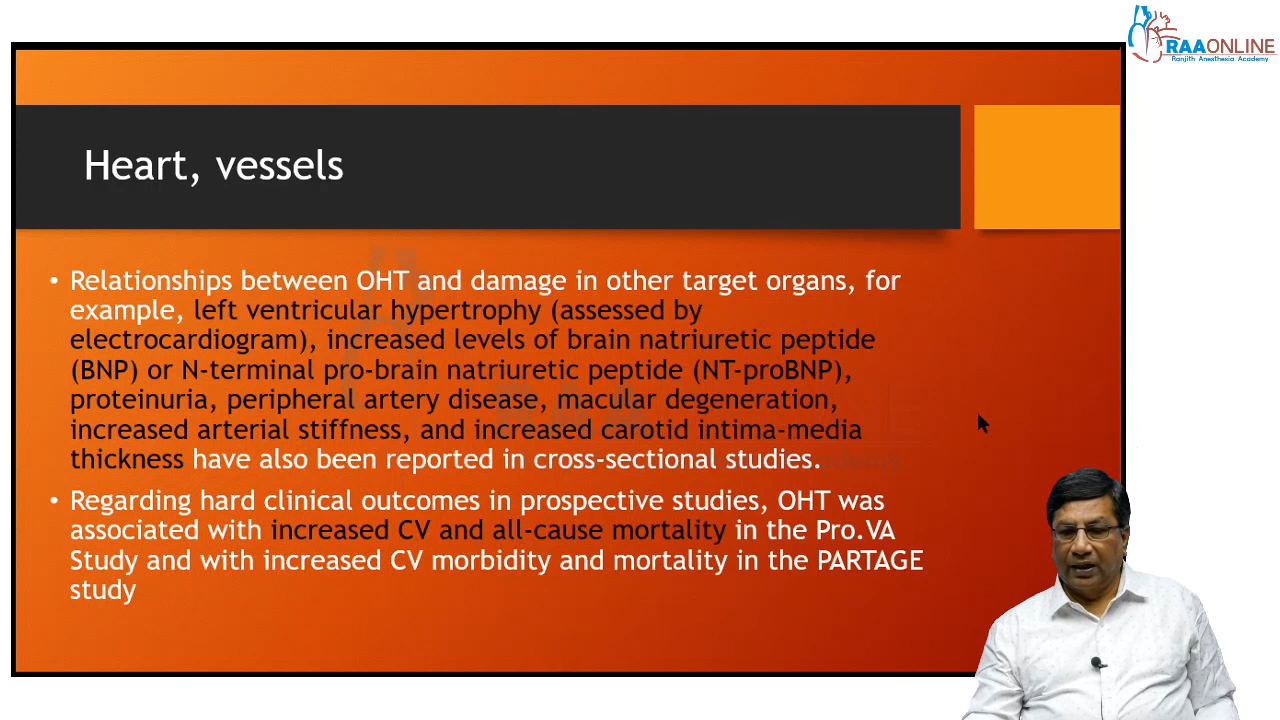 RAAONLINE
Ranjith Anesthesia Academy
Heart, vessels
• Relationships between OHT and damage in other target organs, for
example, left ventricular hypertrophy (assessed by
electrocardiogram), increased levels of brain natriuretic peptide
(BNP) or N-terminal pro-brain natriuretic peptide (NT-proBNP),
proteinuria, peripheral artery disease, macular degeneration,
increased arterial stiffness, and increased carotid intima-media
thickness have also been reported in cross-sectional studies.
• Regarding hard clinical outcomes in prospective studies, OHT was
associated with increased CV and all-cause mortality in the Pro.VA
Study and with increased CV morbidity and mortality in the PARTAGE
study